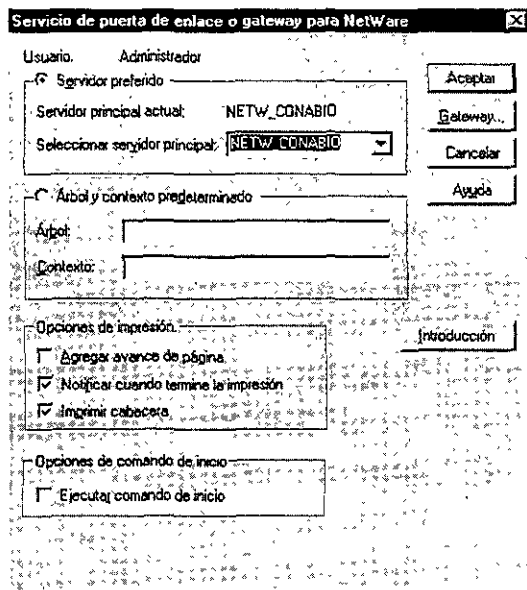 Servicio de puerta de enlace o gateway para NetWare
Usuario. Administrador
Servidor preferido
Servidor principal actual: NETW_CONABIO
Seleccionar servidor principal: NETW_CONABIO
Aceptar
Gateway...
Cancelar
Ayuda
Árbol y contexto predeterminado
Árbol:
Contexto:
Opciones de impresión
Agregar avance de página
Notificar cuando termine la impresión
Imprimir cabecera
Introducción
Opciones de comando de inicio
Ejecutar comando de inicio